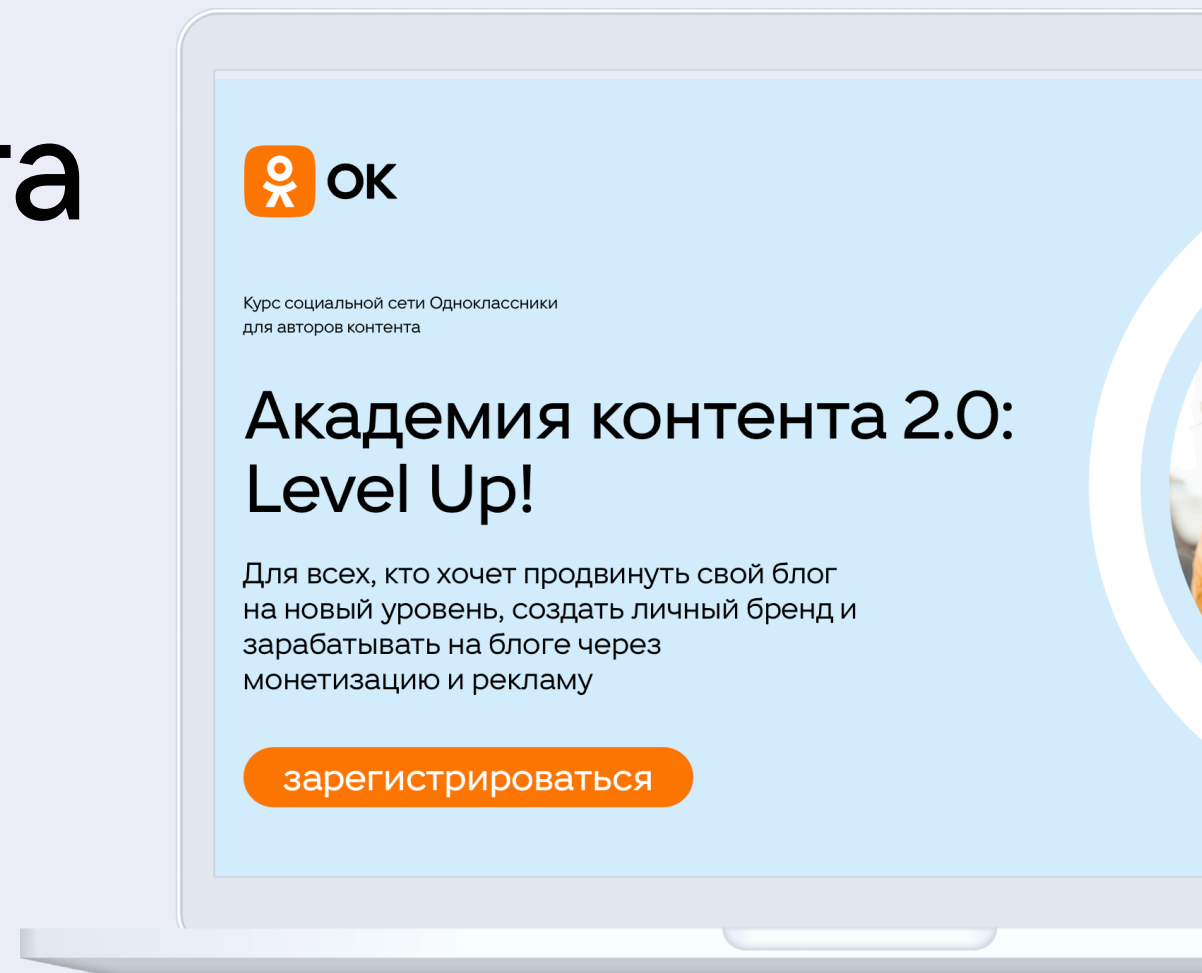 ок
Курс социальной сети Одноклассники
для авторов контента
Академия контента 2.0:
Level Up!
Для всех, кто хочет продвинуть свой блог
на новый уровень, создать личный бренд и
зарабатывать на блоге через
монетизацию и рекламу
зарегистрироваться